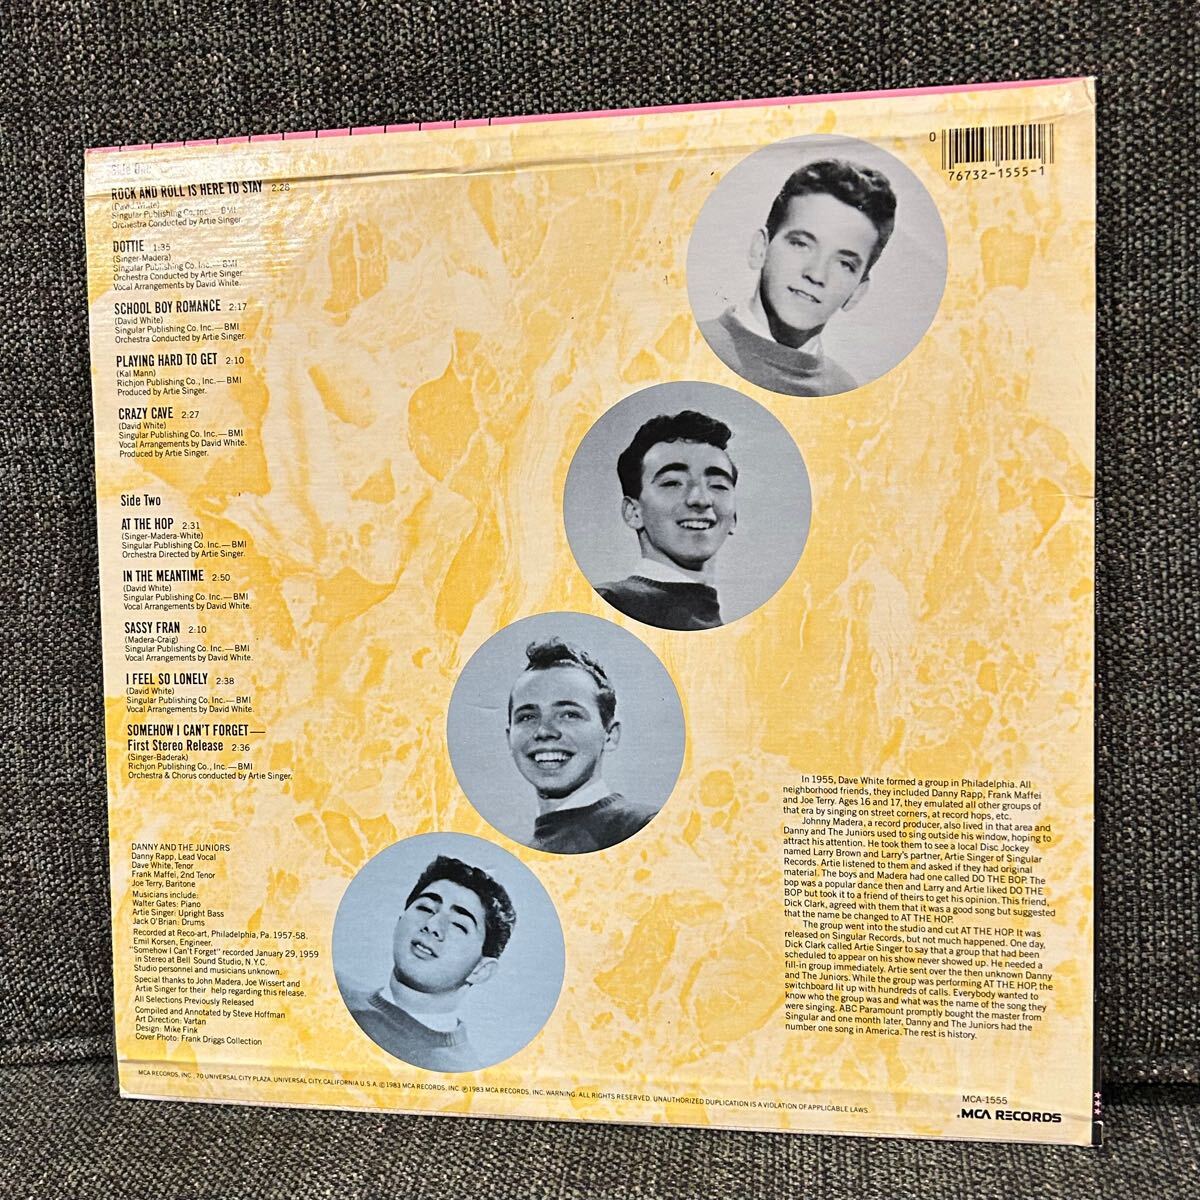 Side One
ROCK AND ROLL IS HERE TO STAY 2:26
(David White)
Singular Publishing Co. Inc.—BMI
Orchestra Conducted by Artie Singer.
DOTTIE 1:35
(Singer-Madera)
Singular Publishing Co. Inc.—BMI
Orchestra Conducted by Artie Singer
Vocal Arrangements by David White.
SCHOOL BOY ROMANCE 2:17
(David White)
Singular Publishing Co. Inc.—BMI
Orchestra Conducted by Artie Singer.
PLAYING HARD TO GET 2:10
(Kal Mann)
Richjon Publishing Co., Inc.—BMI
Produced by Artie Singer.
CRAZY CAVE 2:27
(David White)
Singular Publishing Co. Inc.—BMI
Vocal Arrangements by David White.
Produced by Artie Singer.
Side Two
AT THE HOP 2:31
(Singer-Madera-White)
Singular Publishing Co. Inc.—BMI
Orchestra Directed by Artie Singer.
IN THE MEANTIME 2:50
(David White)
Singular Publishing Co. Inc.—BMI
Vocal Arrangements by David White.
SASSY FRAN 2:10
(Madera-Craig)
Singular Publishing Co. Inc.—BMI
Vocal Arrangements by David White.
I FEEL SO LONELY 2:38
(David White)
Singular Publishing Co. Inc.—BMI
Vocal Arrangements by David White.
SOMEHOW I CAN'T FORGET—
First Stereo Release 2:36
(Singer-Baderak)
Richjon Publishing Co. Inc.—BMI
Orchestra & Chorus conducted by Artie Singer.
DANNY AND THE JUNIORS
Danny Rapp, Lead Vocal
Dave White, Tenor
Frank Maffei, 2nd Tenor
Joe Terry, Baritone
Musicians include:
Walter Gates: Piano
Artie Singer: Upright Bass
Jack O'Brian: Drums
Recorded at Reco-art, Philadelphia, Pa. 1957-58.
Emil Korsen, Engineer.
"Somehow I Can't Forget" recorded January 29, 1959
in Stereo at Bell Sound Studio, N.Y.C.
Studio personnel and musicians unknown.
Special thanks to John Madera, Joe Wissert and
Artie Singer for their help regarding this release.
All Selections Previously Released
Compiled and Annotated by Steve Hoffman
Art Direction: Vartan
Design: Mike Fink
Cover Photo: Frank Driggs Collection
0
76732-1555-1
In 1955, Dave White formed a group in Philadelphia. All
neighborhood friends, they included Danny Rapp, Frank Maffei
and Joe Terry. Ages 16 and 17, they emulated all other groups of
that era by singing on street corners, at record hops, etc.
Johnny Madera, a record producer, also lived in that area and
Danny and The Juniors used to sing outside his window, hoping to
attract his attention. He took them to see a local Disc Jockey
named Larry Brown and Larry's partner, Artie Singer of Singular
Records. Artie listened to them and asked if they had original
material. The boys and Madera had one called DO THE BOP. The
bop was a popular dance then and Larry and Artie liked DO THE
BOP but took it to a friend of theirs to get his opinion. This friend,
Dick Clark, agreed with them that it was a good song but suggested
that the name be changed to AT THE HOP.
The group went into the studio and cut AT THE HOP. It was
released on Singular Records, but not much happened. One day,
Dick Clark called Artie Singer to say that a group that had been
scheduled to appear on his show never showed up. He needed a
fill-in group immediately. Artie sent over the then unknown Danny
and The Juniors. While the group was performing AT THE HOP, the
switchboard lit up with hundreds of calls. Everybody wanted to
know who the group was and what was the name of the song they
were singing. ABC Paramount promptly bought the master from
Singular and one month later, Danny and The Juniors had the
number one song in America. The rest is history.
MCA RECORDS, INC., 70 UNIVERSAL CITY PLAZA, UNIVERSAL CITY, CALIFORNIA U.S.A. ©1983 MCA RECORDS, INC. ℗1983 MCA RECORDS, INC. WARNING: ALL RIGHTS RESERVED. UNAUTHORIZED DUPLICATION IS A VIOLATION OF APPLICABLE LAWS.
MCA-1555
.MCA RECORDS